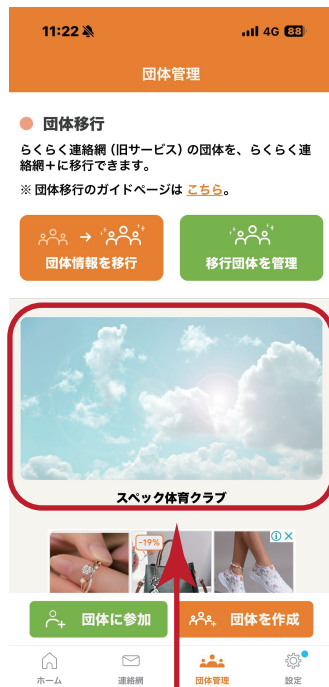 11:22 4G 88
団体管理
団体移行
らくらく連絡網（旧サービス）の団体を、らくらく連
絡網＋に移行できます。
※ 団体移行のガイドページは こちら。
団体情報を移行 移行団体を管理
スペック体育クラブ
-19%
団体に参加 団体を作成
ホーム 連絡網 団体管理 設定